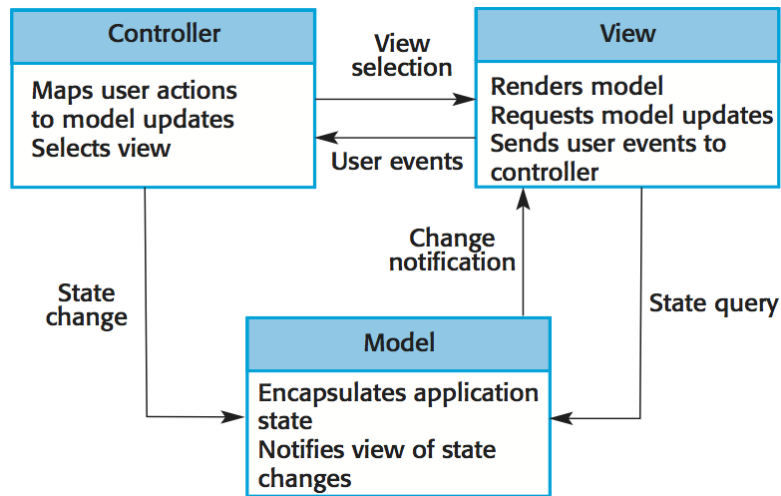 Controller
Maps user actions
to model updates
Selects view
View
selection
User events
View
Renders model
Requests model updates
Sends user events to
controller
State
change
Change
notification
State query
Model
Encapsulates application
state
Notifies view of state
changes